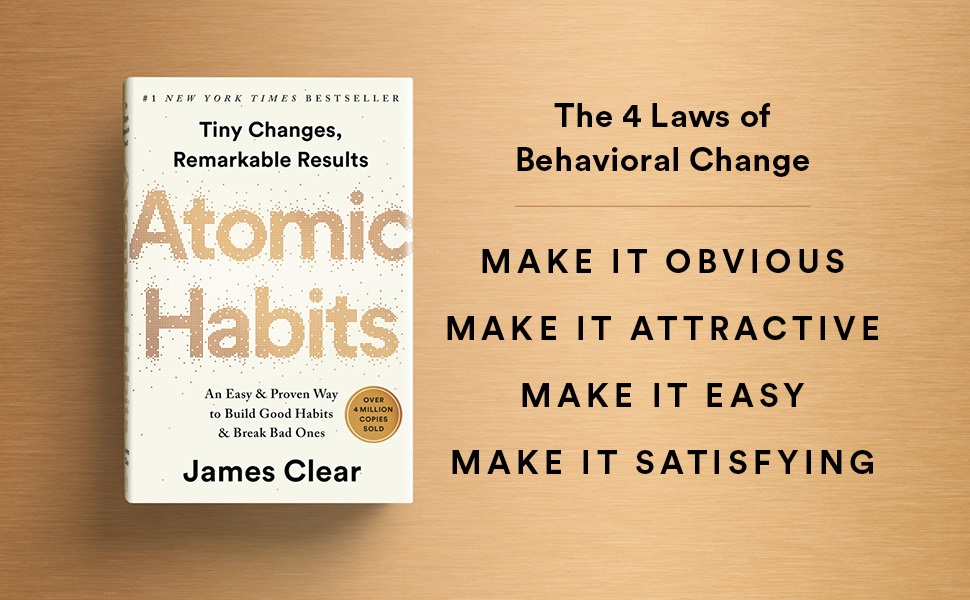 #1 NEW YORK TIMES BESTSELLER
Tiny Changes,
Remarkable Results
Atomic
Habits
An Easy & Proven Way
to Build Good Habits
& Break Bad Ones
OVER
4 MILLION
COPIES
SOLD
James Clear
The 4 Laws of
Behavioral Change
MAKE IT OBVIOUS
MAKE IT ATTRACTIVE
MAKE IT EASY
MAKE IT SATISFYING